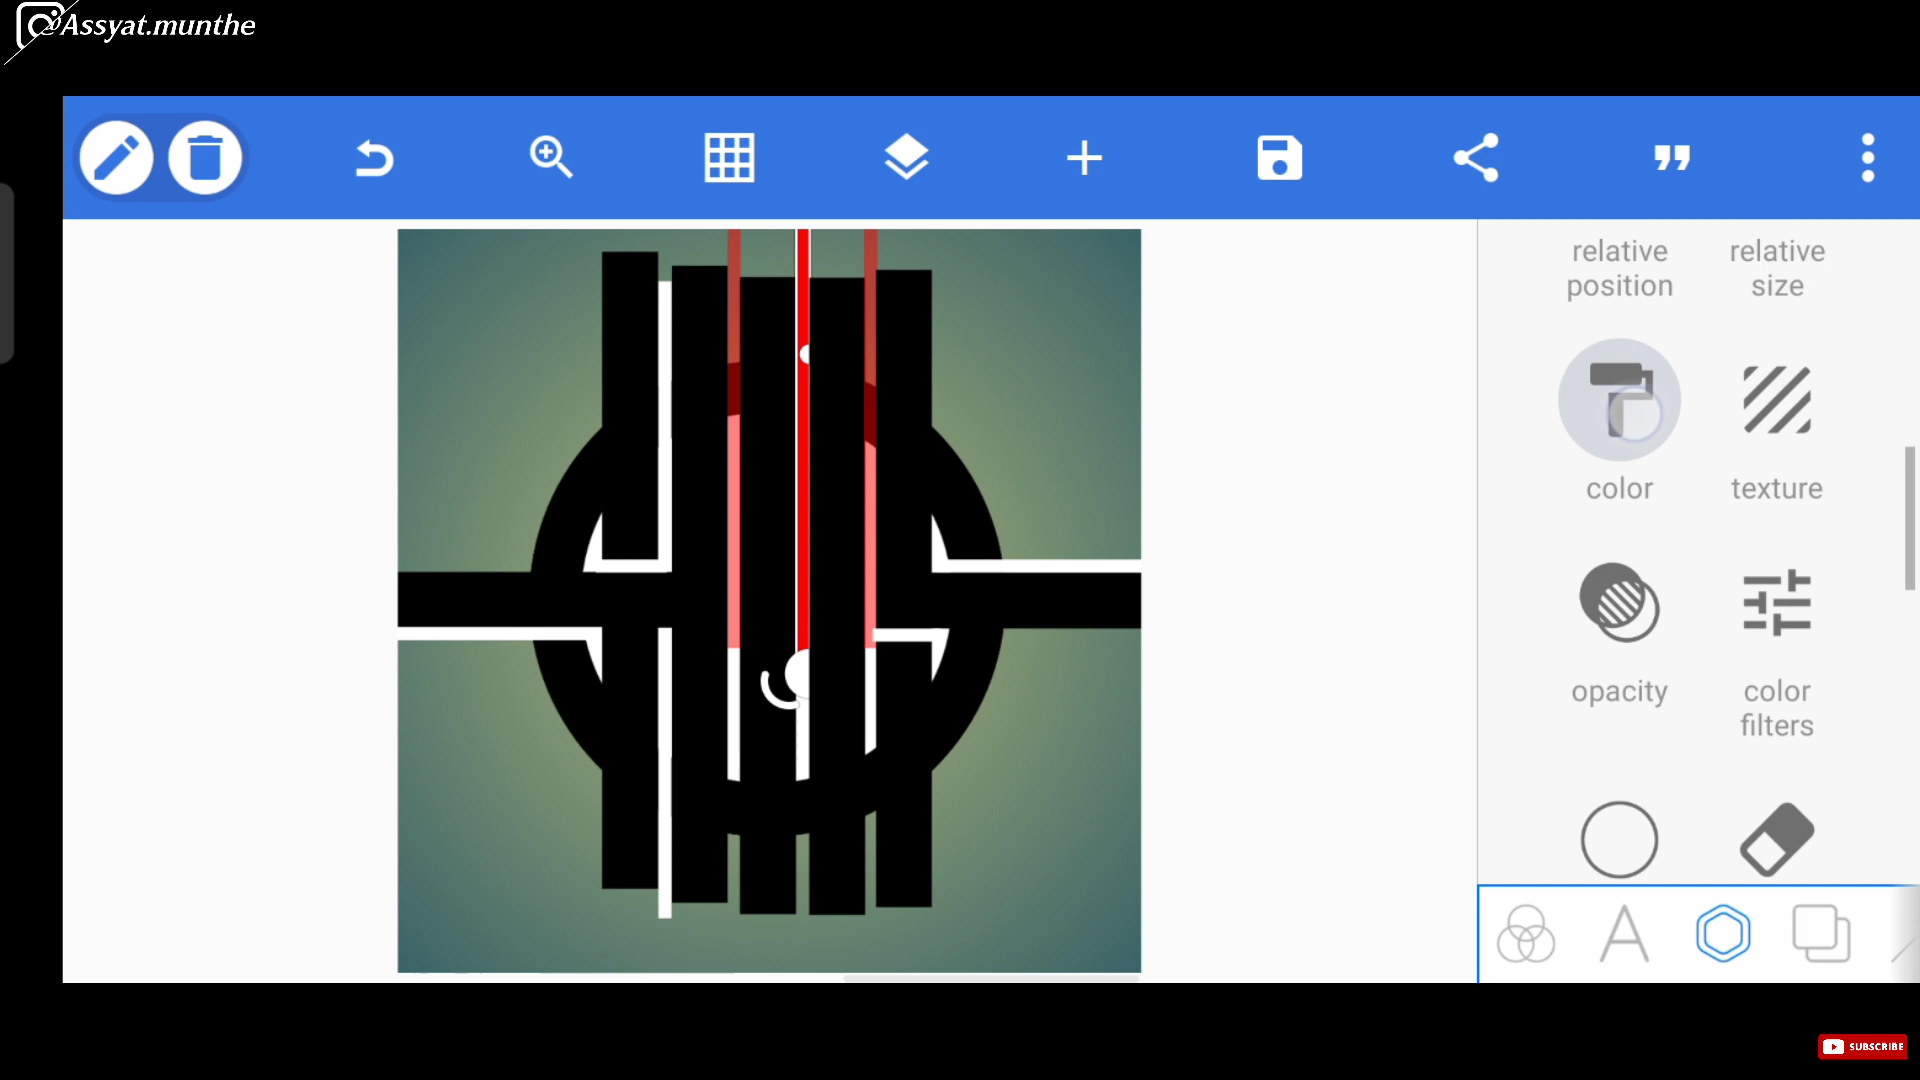 @Assyat.munthe
relative position
relative size
color
texture
opacity
color filters
SUBSCRIBE